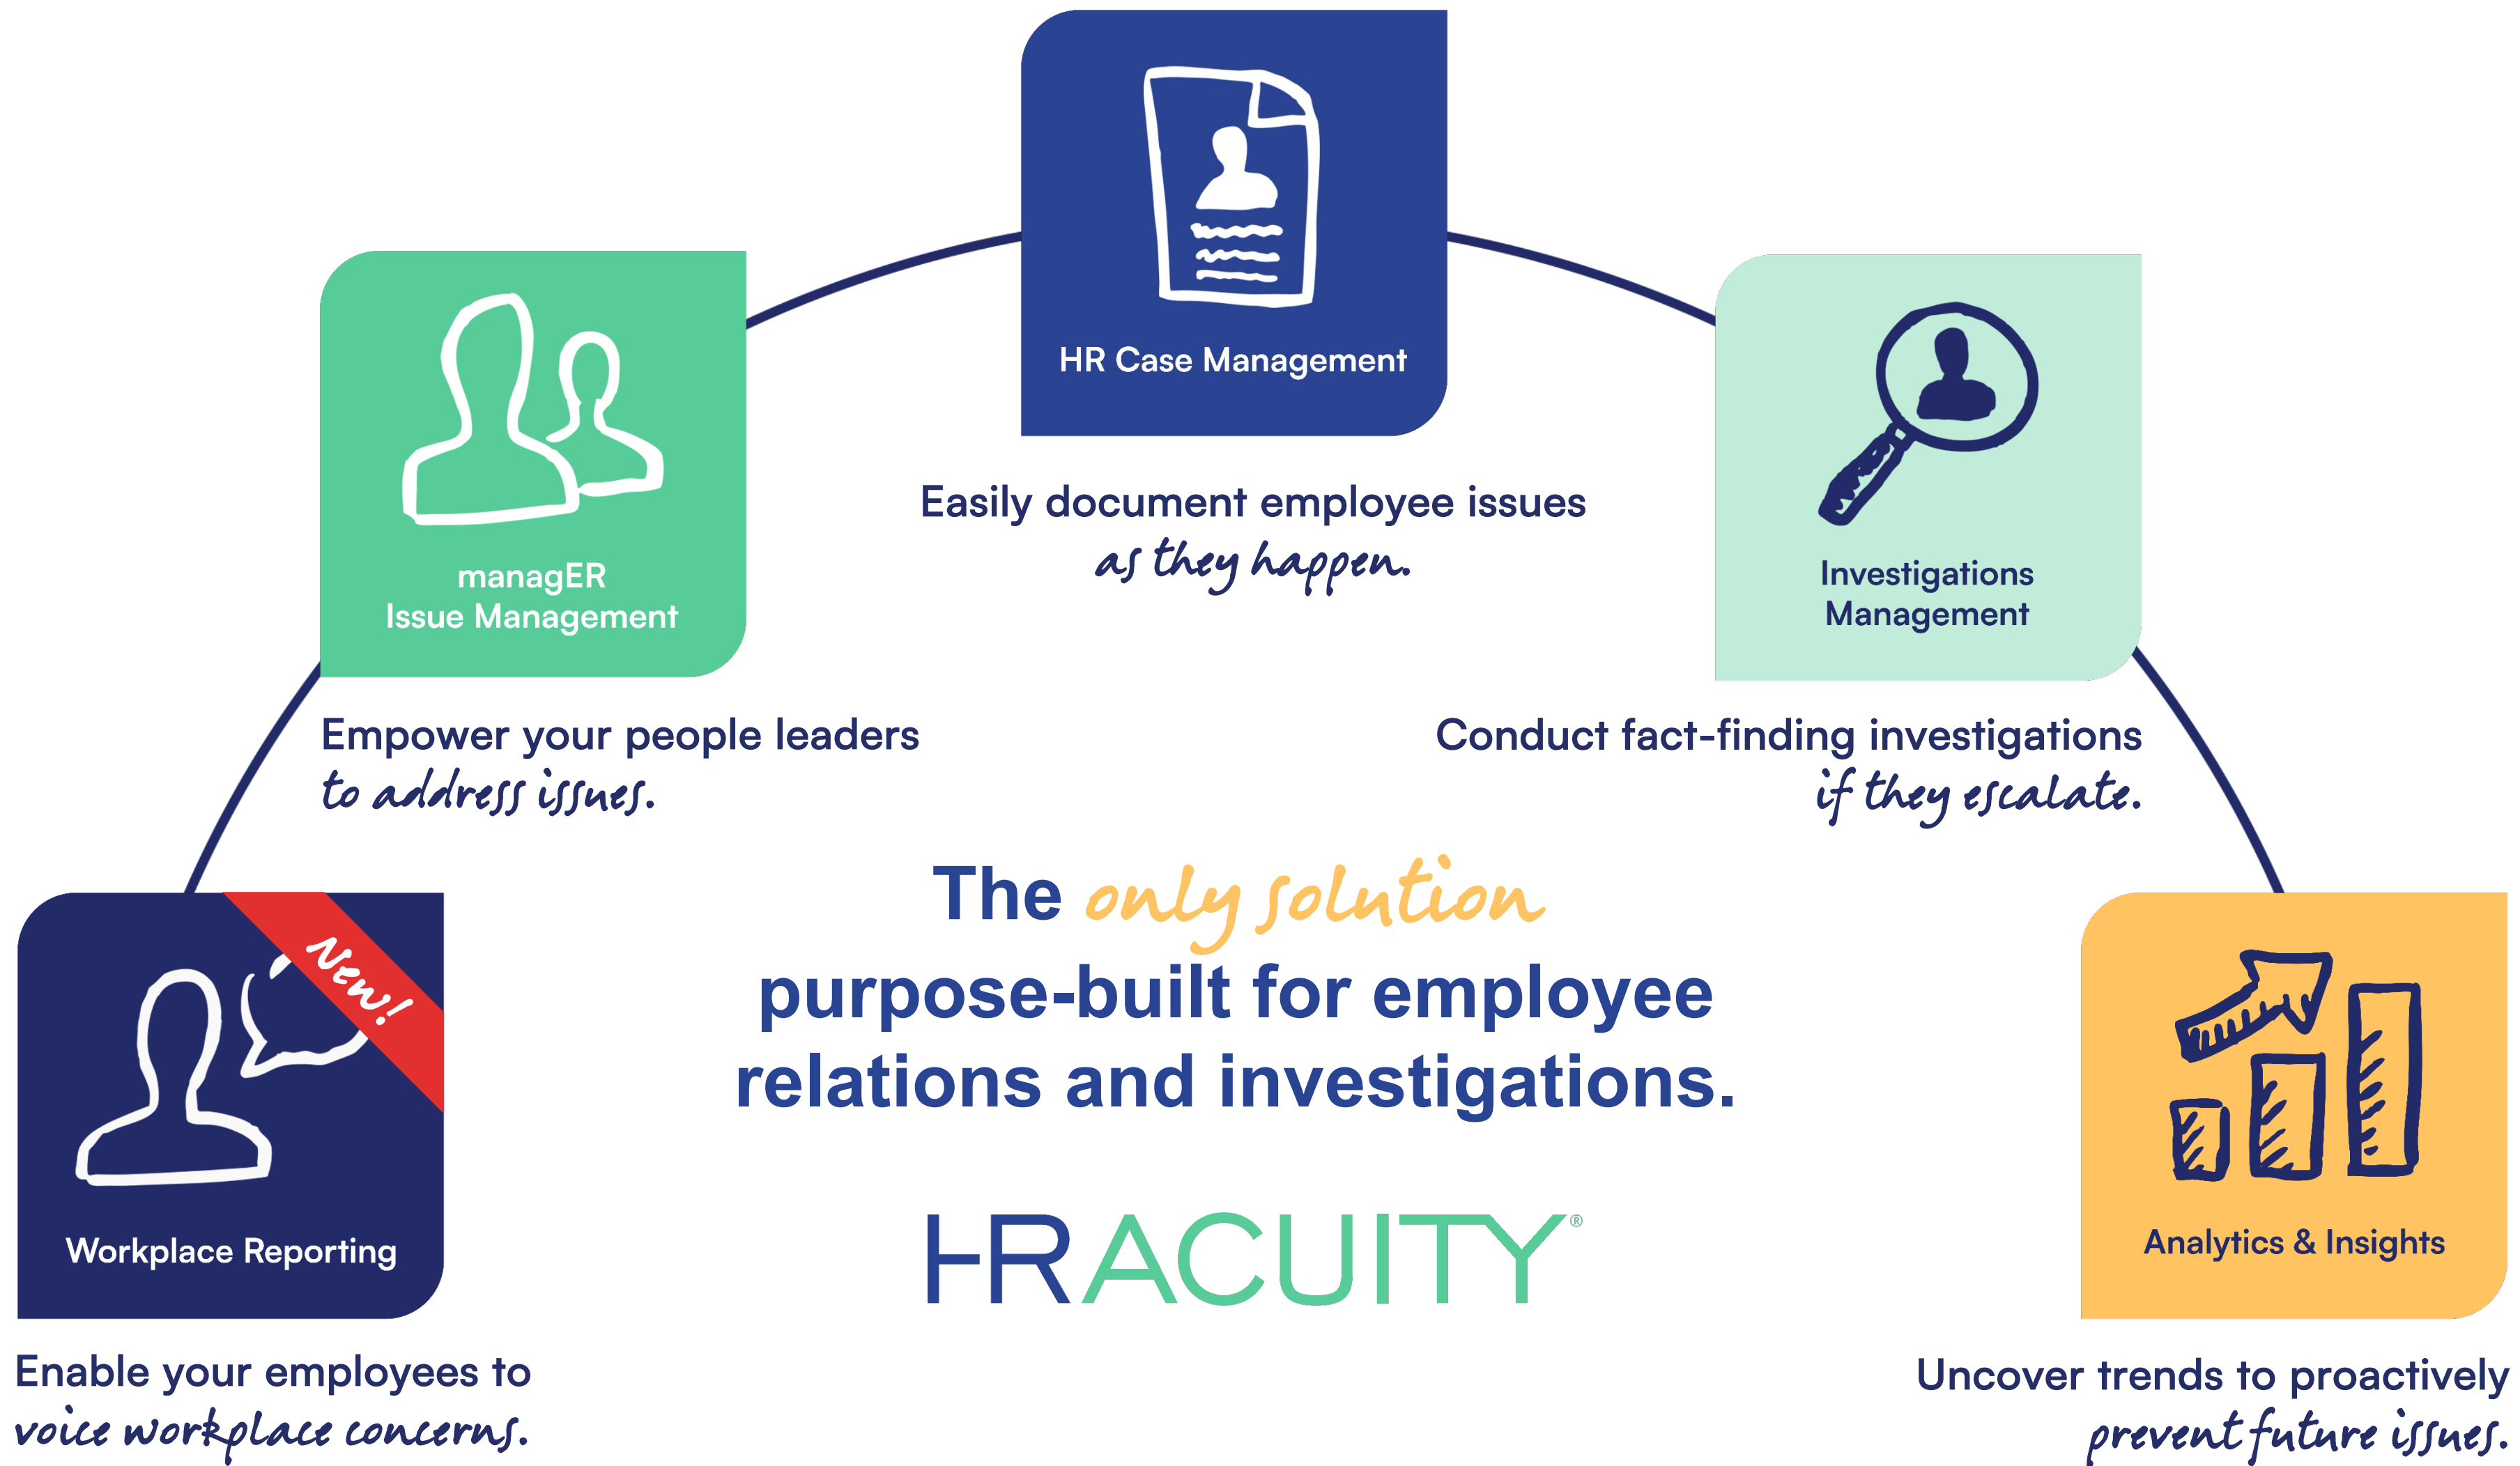 HR Case Management
Easily document employee issues
as they happen.
managER
Issue Management
Empower your people leaders
to address issues.
Investigations
Management
Conduct fact-finding investigations
if they escalate.
New!
Workplace Reporting
Enable your employees to
voice workplace concerns.
The only solution
purpose-built for employee
relations and investigations.
HRACUITY®
Analytics & Insights
Uncover trends to proactively
prevent future issues.